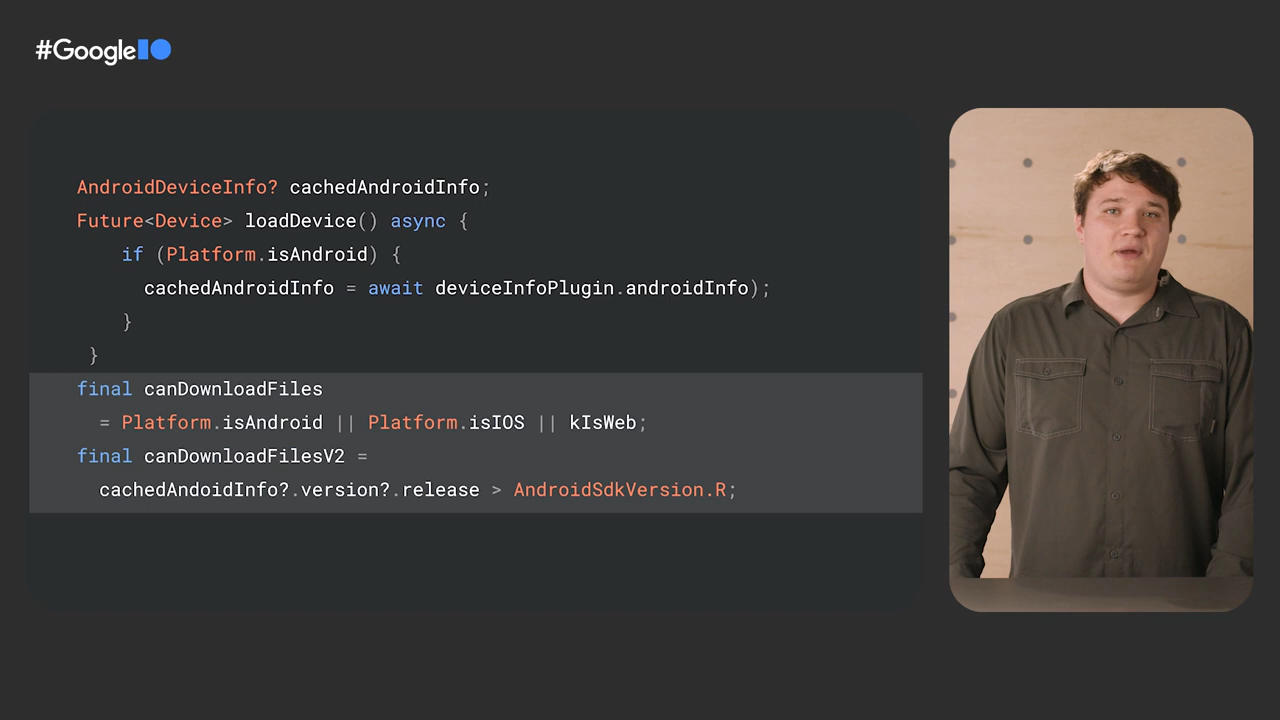 #GoogleIO
AndroidDeviceInfo? cachedAndroidInfo;
Future<Device> loadDevice() async {
if (Platform.isAndroid) {
cachedAndroidInfo = await deviceInfoPlugin.androidInfo);
}
}
final canDownloadFiles
= Platform.isAndroid || Platform.isIOS || kIsWeb;
final canDownloadFilesV2 =
cachedAndoidInfo?.version?.release > AndroidSdkVersion.R;